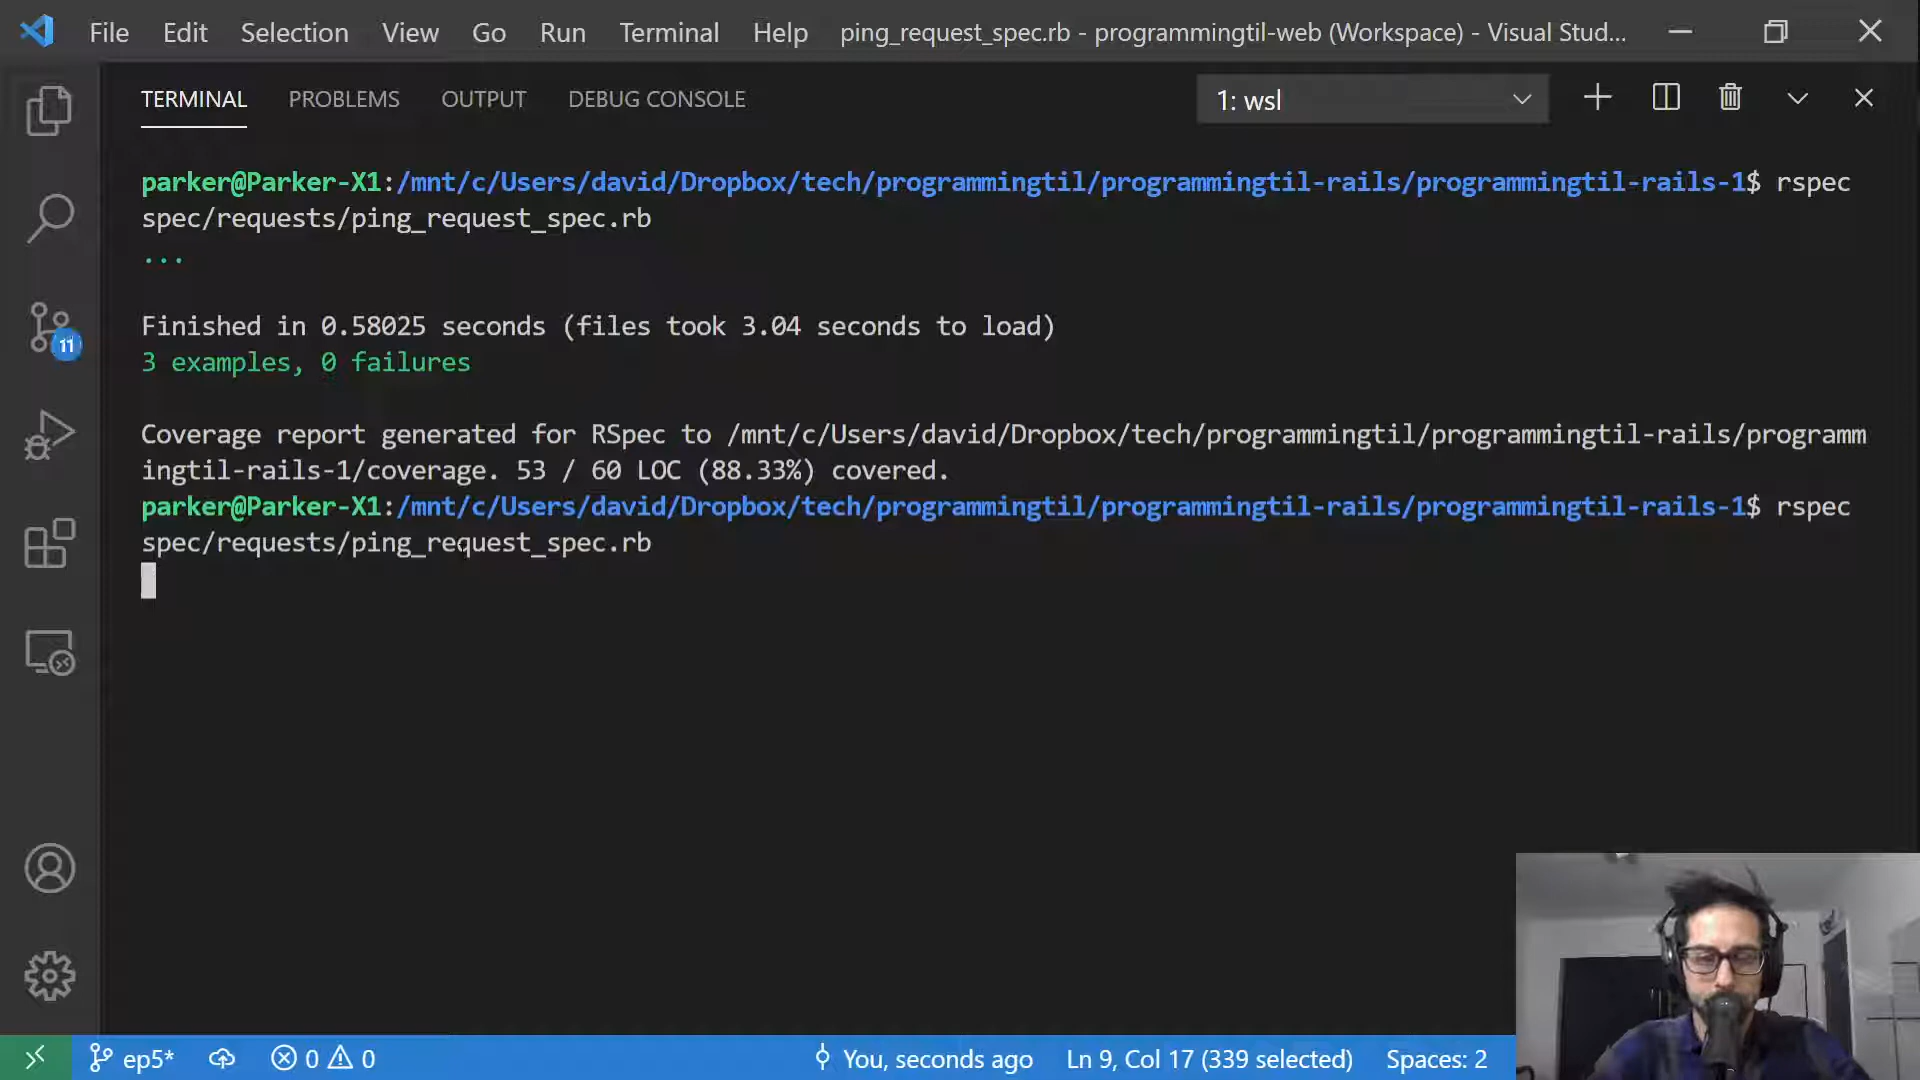 File Edit Selection View Go Run Terminal Help ping_request_spec.rb - programmingtil-web (Workspace) - Visual Stud...
TERMINAL PROBLEMS OUTPUT DEBUG CONSOLE 1: wsl
parker@Parker-X1:/mnt/c/Users/david/Dropbox/tech/programmingtil/programmingtil-rails/programmingtil-rails-1$ rspec
spec/requests/ping_request_spec.rb
...
Finished in 0.58025 seconds (files took 3.04 seconds to load)
3 examples, 0 failures
Coverage report generated for RSpec to /mnt/c/Users/david/Dropbox/tech/programmingtil/programmingtil-rails/programm
ingtil-rails-1/coverage. 53 / 60 LOC (88.33%) covered.
parker@Parker-X1:/mnt/c/Users/david/Dropbox/tech/programmingtil/programmingtil-rails/programmingtil-rails-1$ rspec
spec/requests/ping_request_spec.rb
11
ep5* 0 0 You, seconds ago Ln 9, Col 17 (339 selected) Spaces: 2